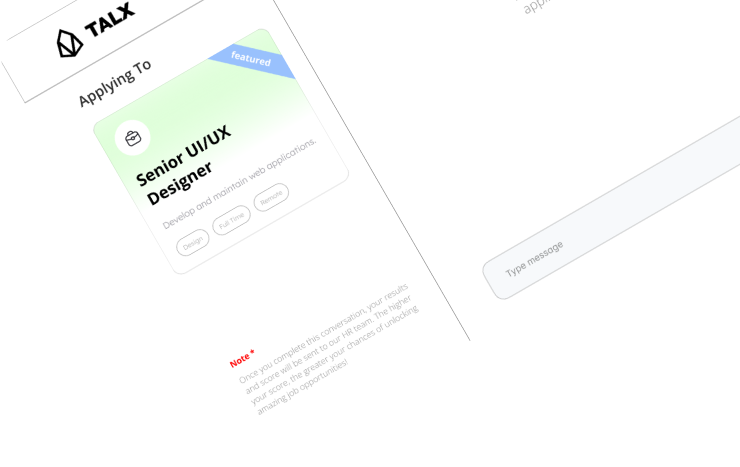 TALX
Applying To
featured
Senior UI/UX
Designer
Develop and maintain web applications.
Design
Full Time
Remote
Note *
Once you complete this conversation, your results
and score will be sent to our HR team. The higher
your score, the greater your chances of unlocking
amazing job opportunities!
Type message